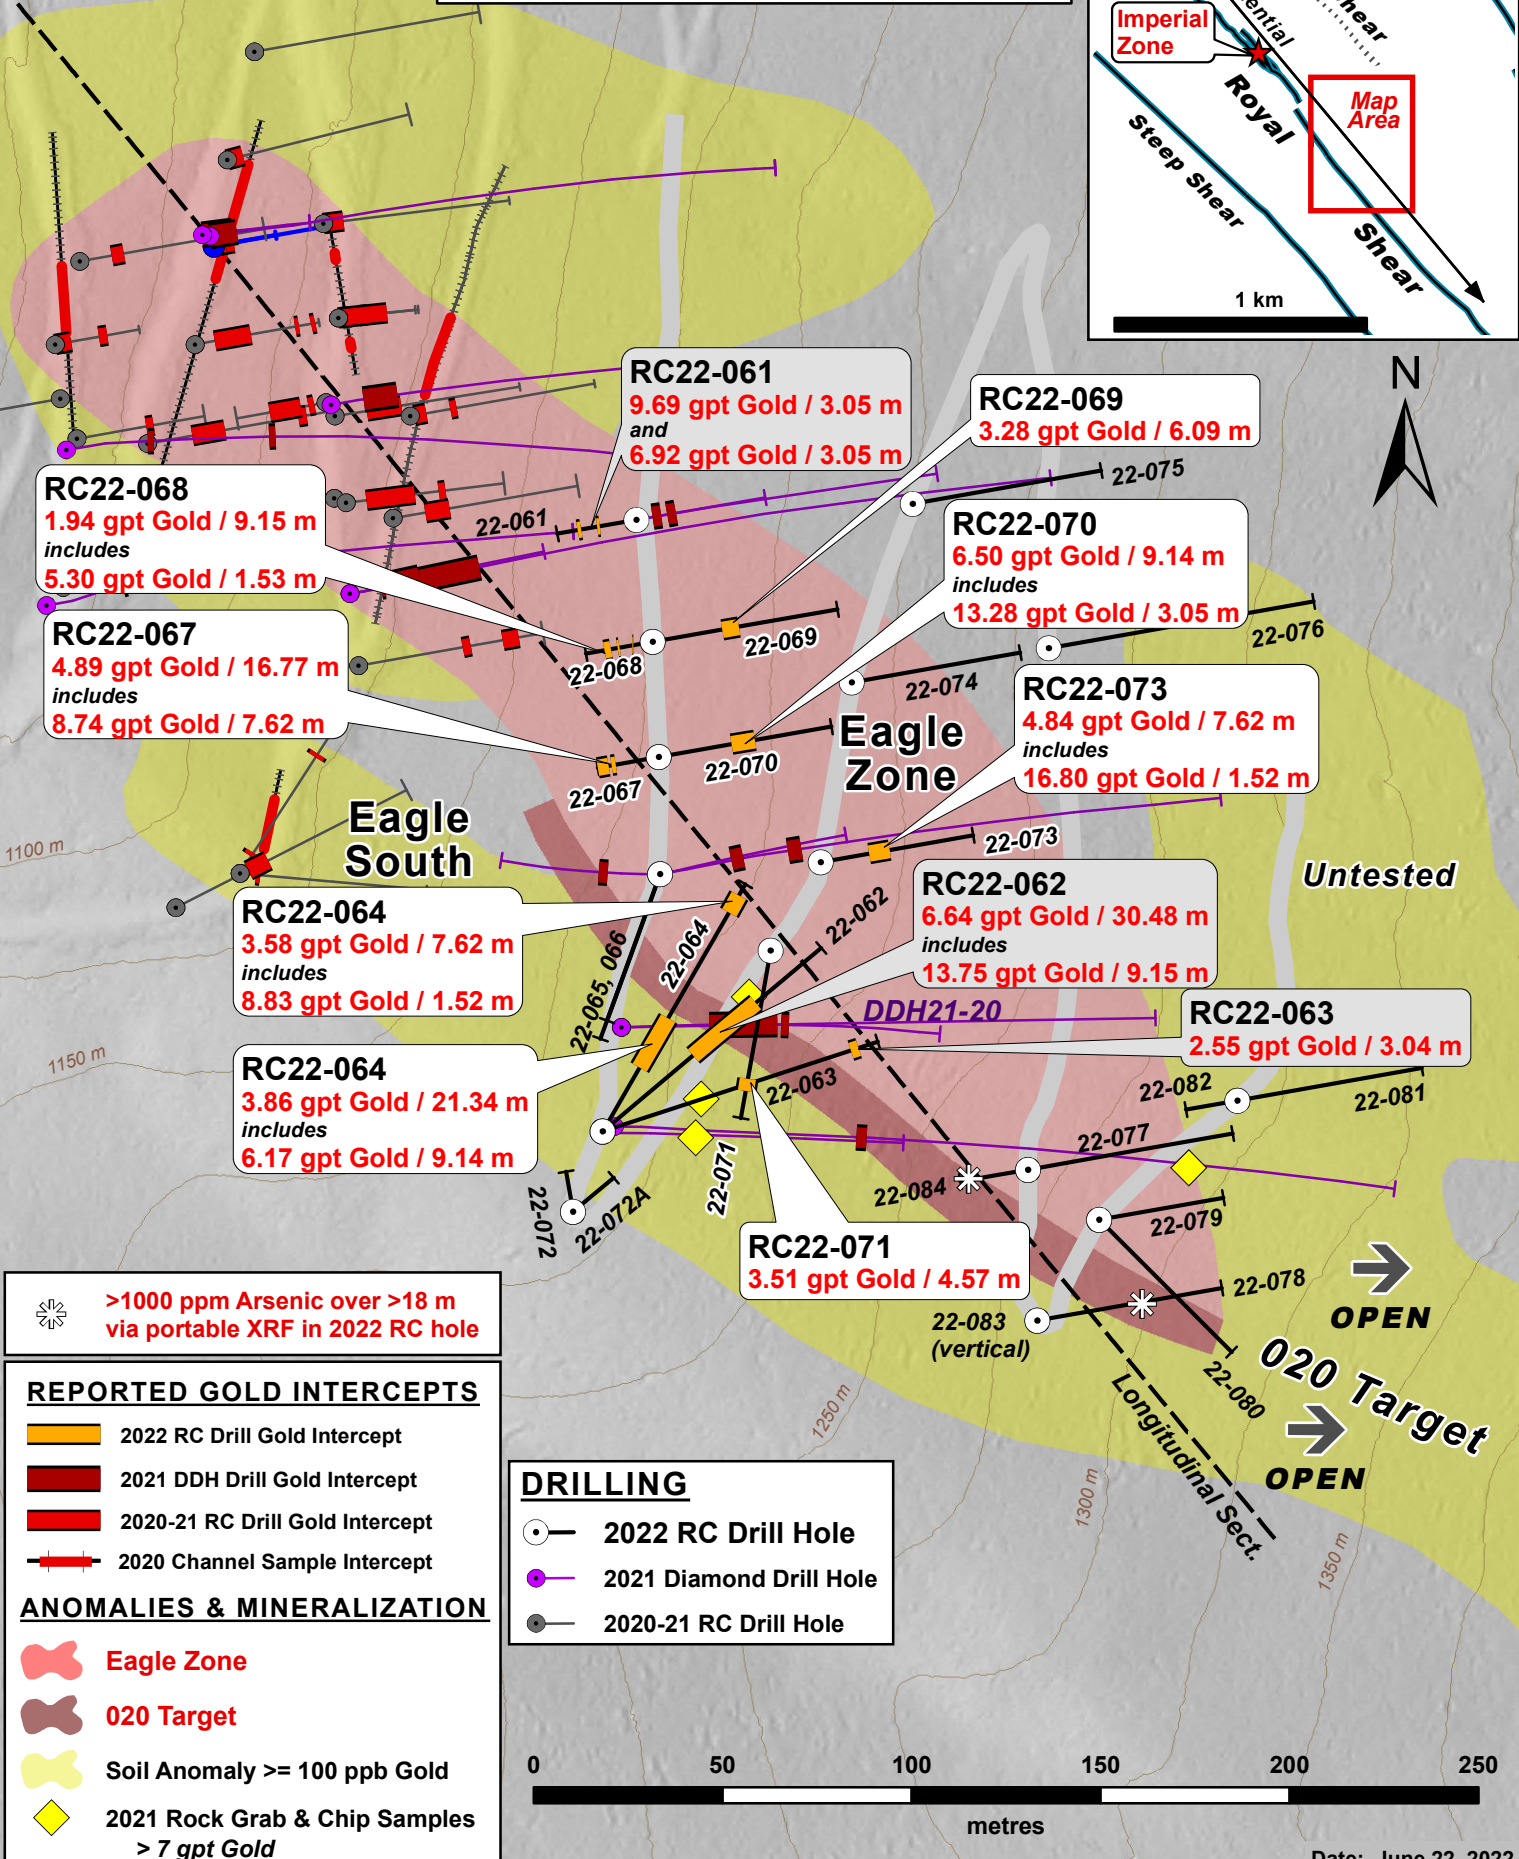 Imperial
Zone
Royal
Shear
Steep Shear
Map
Area
1 km
N
RC22-061
9.69 gpt Gold / 3.05 m
and
6.92 gpt Gold / 3.05 m
RC22-069
3.28 gpt Gold / 6.09 m
22-075
RC22-068
1.94 gpt Gold / 9.15 m
includes
5.30 gpt Gold / 1.53 m
22-061
RC22-070
6.50 gpt Gold / 9.14 m
includes
13.28 gpt Gold / 3.05 m
RC22-067
4.89 gpt Gold / 16.77 m
includes
8.74 gpt Gold / 7.62 m
22-068
22-069
22-076
22-074
RC22-073
4.84 gpt Gold / 7.62 m
includes
16.80 gpt Gold / 1.52 m
22-067
22-070
Eagle
Zone
Eagle
South
1100 m
22-073
Untested
RC22-062
6.64 gpt Gold / 30.48 m
includes
13.75 gpt Gold / 9.15 m
RC22-064
3.58 gpt Gold / 7.62 m
includes
8.83 gpt Gold / 1.52 m
22-065, 066
22-064
22-062
DDH21-20
RC22-063
2.55 gpt Gold / 3.04 m
1150 m
RC22-064
3.86 gpt Gold / 21.34 m
includes
6.17 gpt Gold / 9.14 m
22-063
22-082
22-081
22-077
22-071
22-084
22-072
22-072A
22-079
RC22-071
3.51 gpt Gold / 4.57 m
22-078
22-083
(vertical)
OPEN
22-080
020 Target
OPEN
Longitudinal Sect.
1250 m
1300 m
1350 m
>1000 ppm Arsenic over >18 m
via portable XRF in 2022 RC hole
REPORTED GOLD INTERCEPTS
2022 RC Drill Gold Intercept
2021 DDH Drill Gold Intercept
2020-21 RC Drill Gold Intercept
2020 Channel Sample Intercept
ANOMALIES & MINERALIZATION
Eagle Zone
020 Target
Soil Anomaly >= 100 ppb Gold
2021 Rock Grab & Chip Samples
> 7 gpt Gold
DRILLING
2022 RC Drill Hole
2021 Diamond Drill Hole
2020-21 RC Drill Hole
0 50 100 150 200 250
metres
Date: June 22, 2022